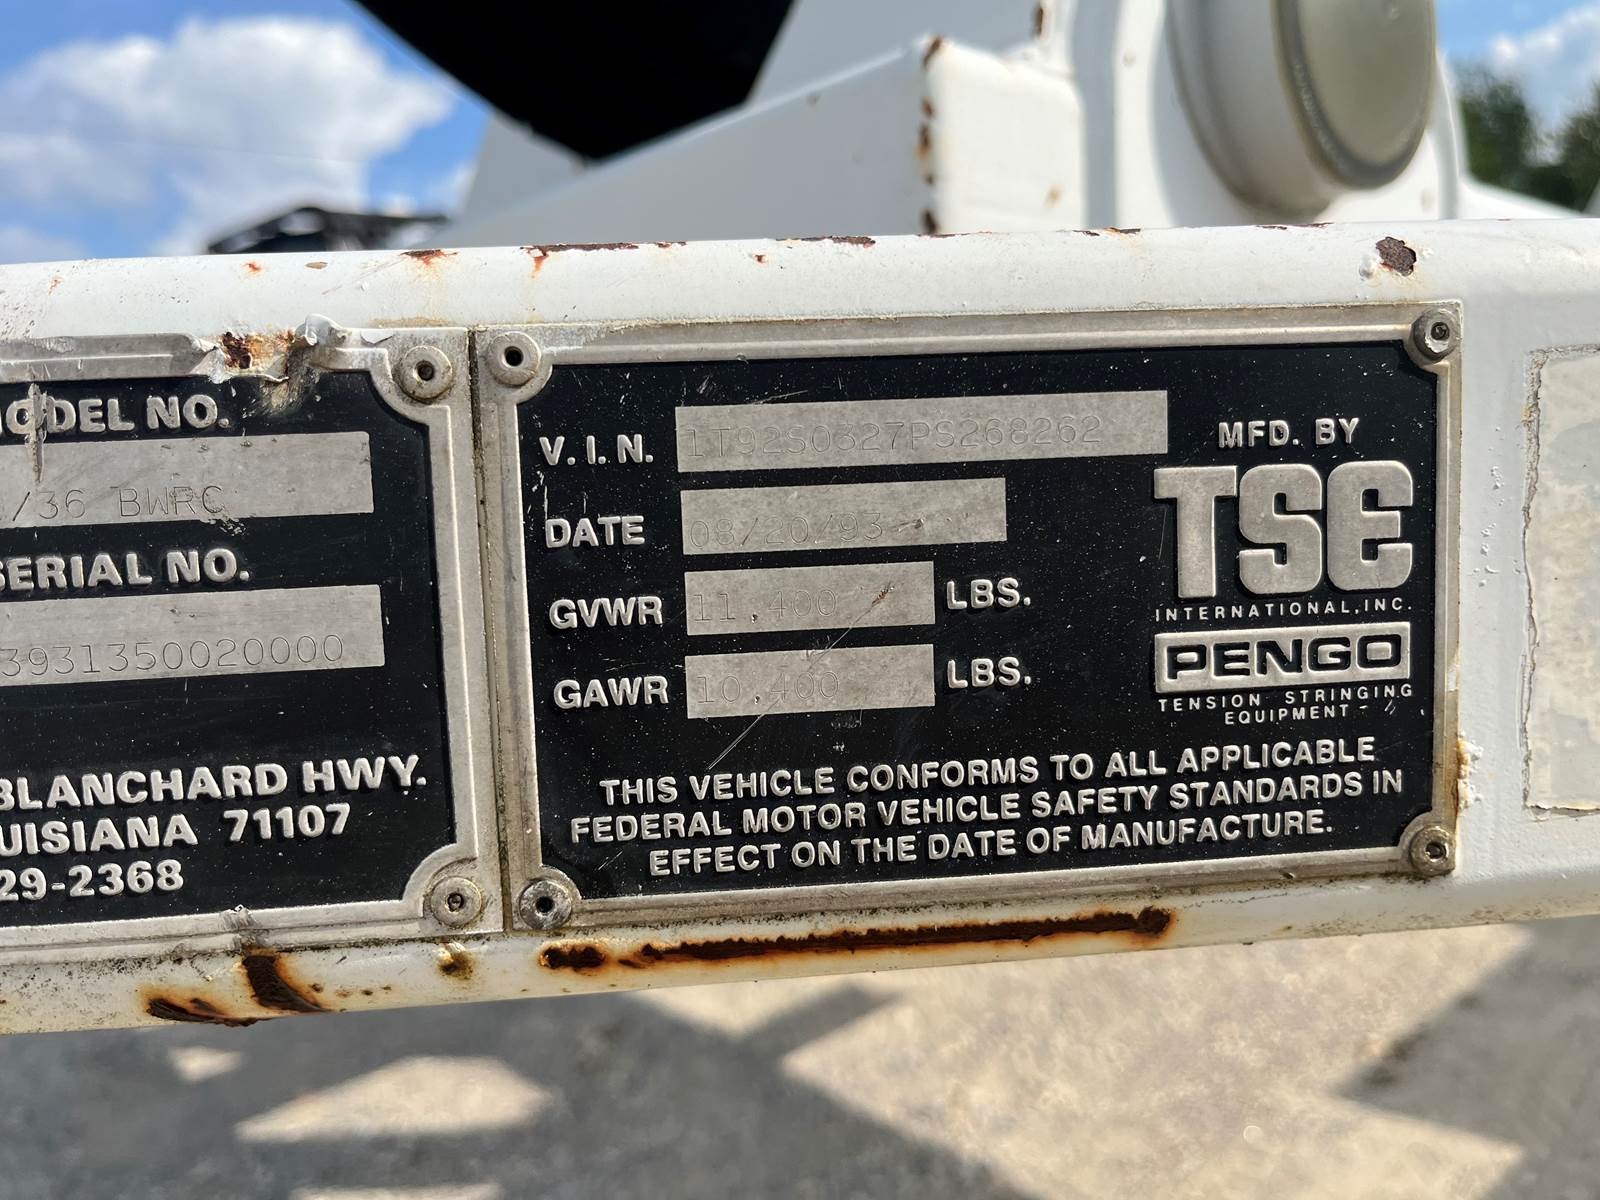 MODEL NO.
/36 BWRC
SERIAL NO.
3931350020000
BLANCHARD HWY.
UISIANA 71107
29-2368
V.I.N. 1T92S0327PS268262
DATE 08/20/93
GVWR 11,400 LBS.
GAWR 10,400 LBS.
MFD. BY
TSE
INTERNATIONAL, INC.
PENGO
TENSION STRINGING
EQUIPMENT
THIS VEHICLE CONFORMS TO ALL APPLICABLE
FEDERAL MOTOR VEHICLE SAFETY STANDARDS IN
EFFECT ON THE DATE OF MANUFACTURE.